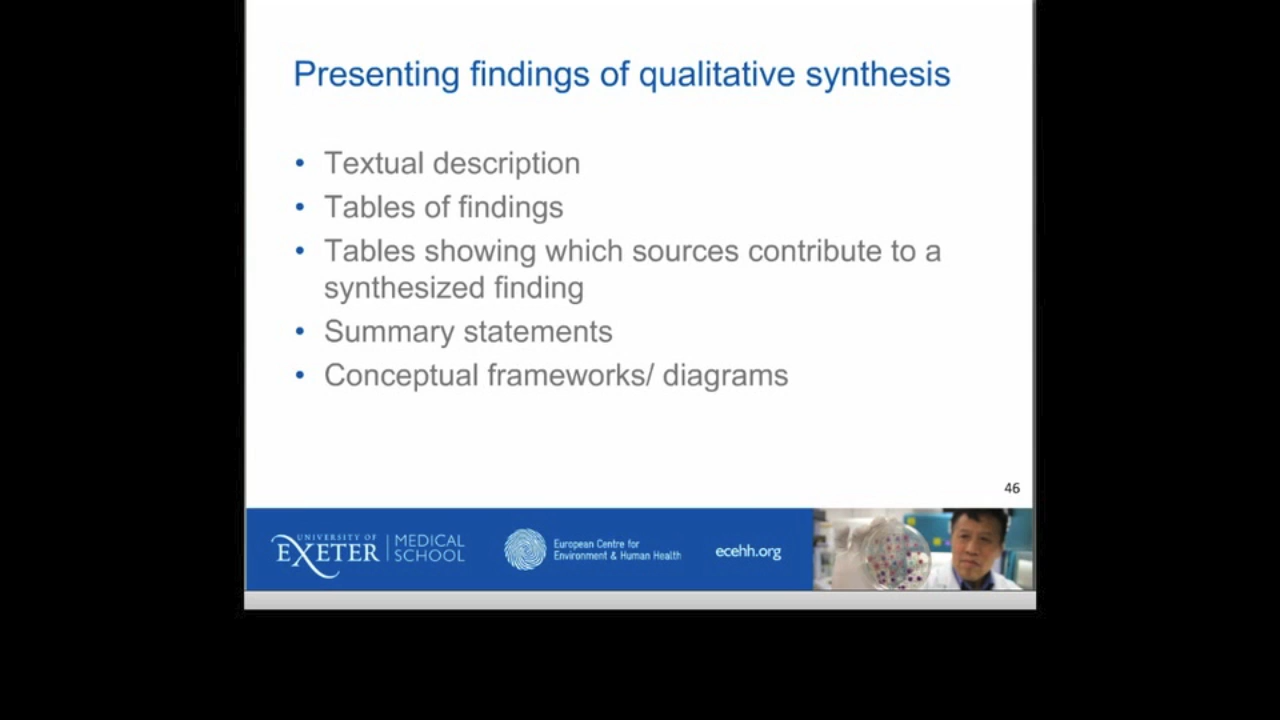 Presenting findings of qualitative synthesis
• Textual description
• Tables of findings
• Tables showing which sources contribute to a
synthesized finding
• Summary statements
• Conceptual frameworks/ diagrams
46
UNIVERSITY OF
EXETER
MEDICAL
SCHOOL
European Centre for
Environment & Human Health
ecehh.org